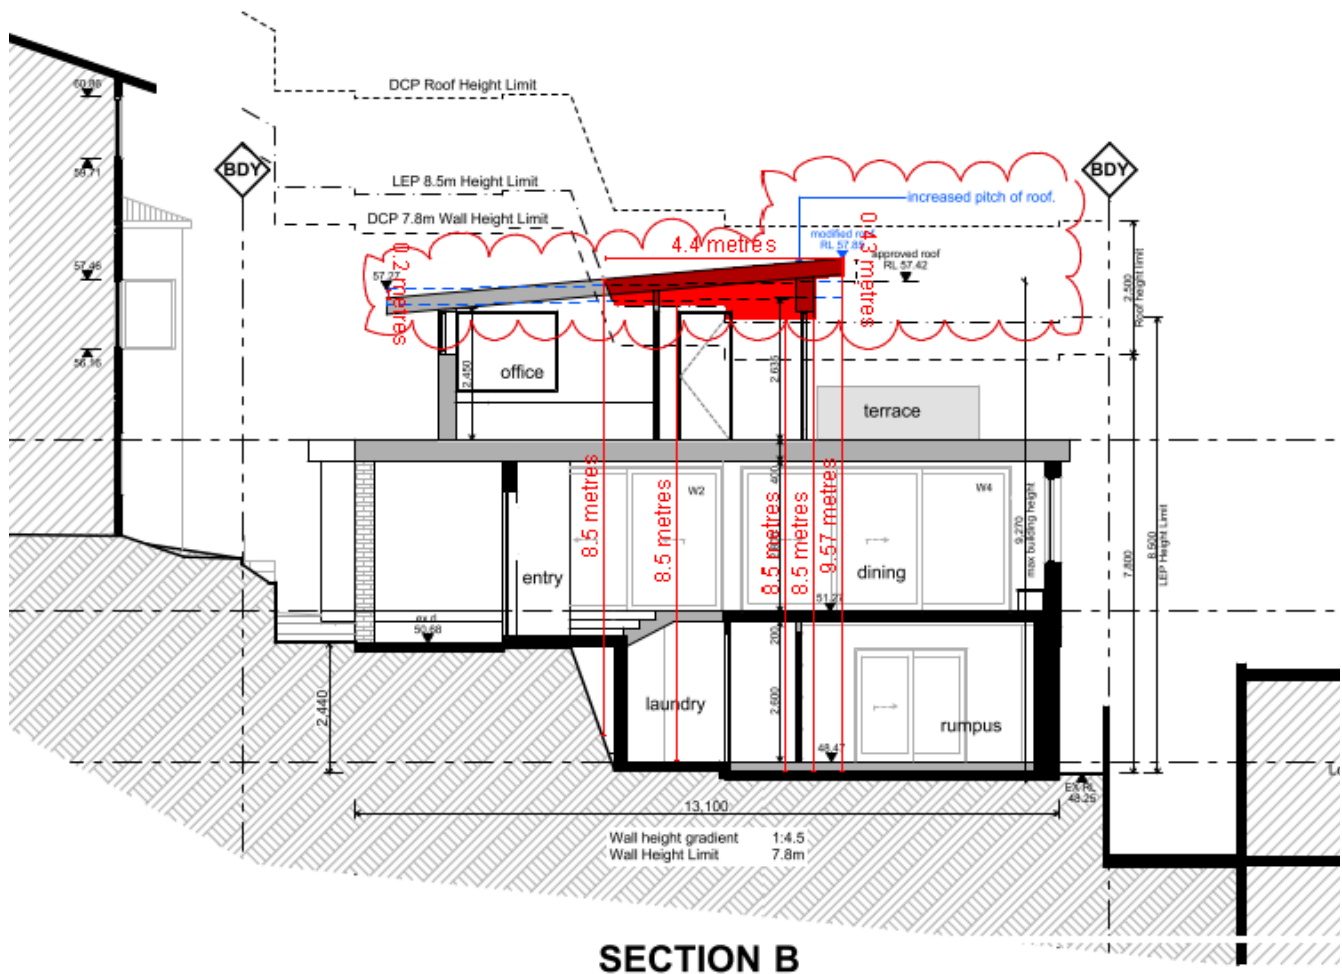 DCP Roof Height Limit
60.86
BDY
BDY
59.71
LEP 8.5m Height Limit
increased pitch of roof.
DCP 7.8m Wall Height Limit
modified roof
RL 57.85
4.4 metres
0.43 metres
approved roof
RL 57.42
57.46
57.27
0.2 metres
2,500
Roof height limit
56.16
office
2,450
2,635
terrace
400
W2
W4
8.5 metres
8.5 metres
8.5 metres
8.5 metres
9.57 metres
9,270
max building height
7,800
8,500
LEP Height Limit
entry
dining
51.27
50.68
200
2,440
laundry
2,600
rumpus
48.47
EX RL
48.25
13,100
Wall height gradient 1:4.5
Wall Height Limit 7.8m
SECTION B